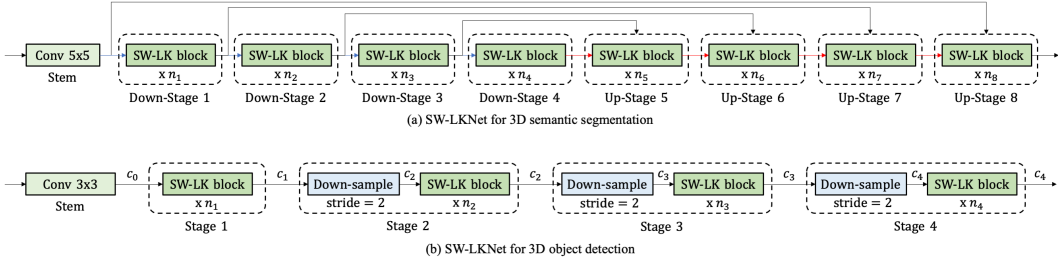 Conv 5x5 SW-LK block SW-LK block SW-LK block SW-LK block SW-LK block SW-LK block SW-LK block SW-LK block
Stem x n1 x n2 x n3 x n4 x n5 x n6 x n7 x n8
Down-Stage 1 Down-Stage 2 Down-Stage 3 Down-Stage 4 Up-Stage 5 Up-Stage 6 Up-Stage 7 Up-Stage 8
(a) SW-LKNet for 3D semantic segmentation
c0 c1 c2 c2 c3 c3 c4 c4
Conv 3x3 SW-LK block Down-sample SW-LK block Down-sample SW-LK block Down-sample SW-LK block
Stem x n1 stride = 2 x n2 stride = 2 x n3 stride = 2 x n4
Stage 1 Stage 2 Stage 3 Stage 4
(b) SW-LKNet for 3D object detection